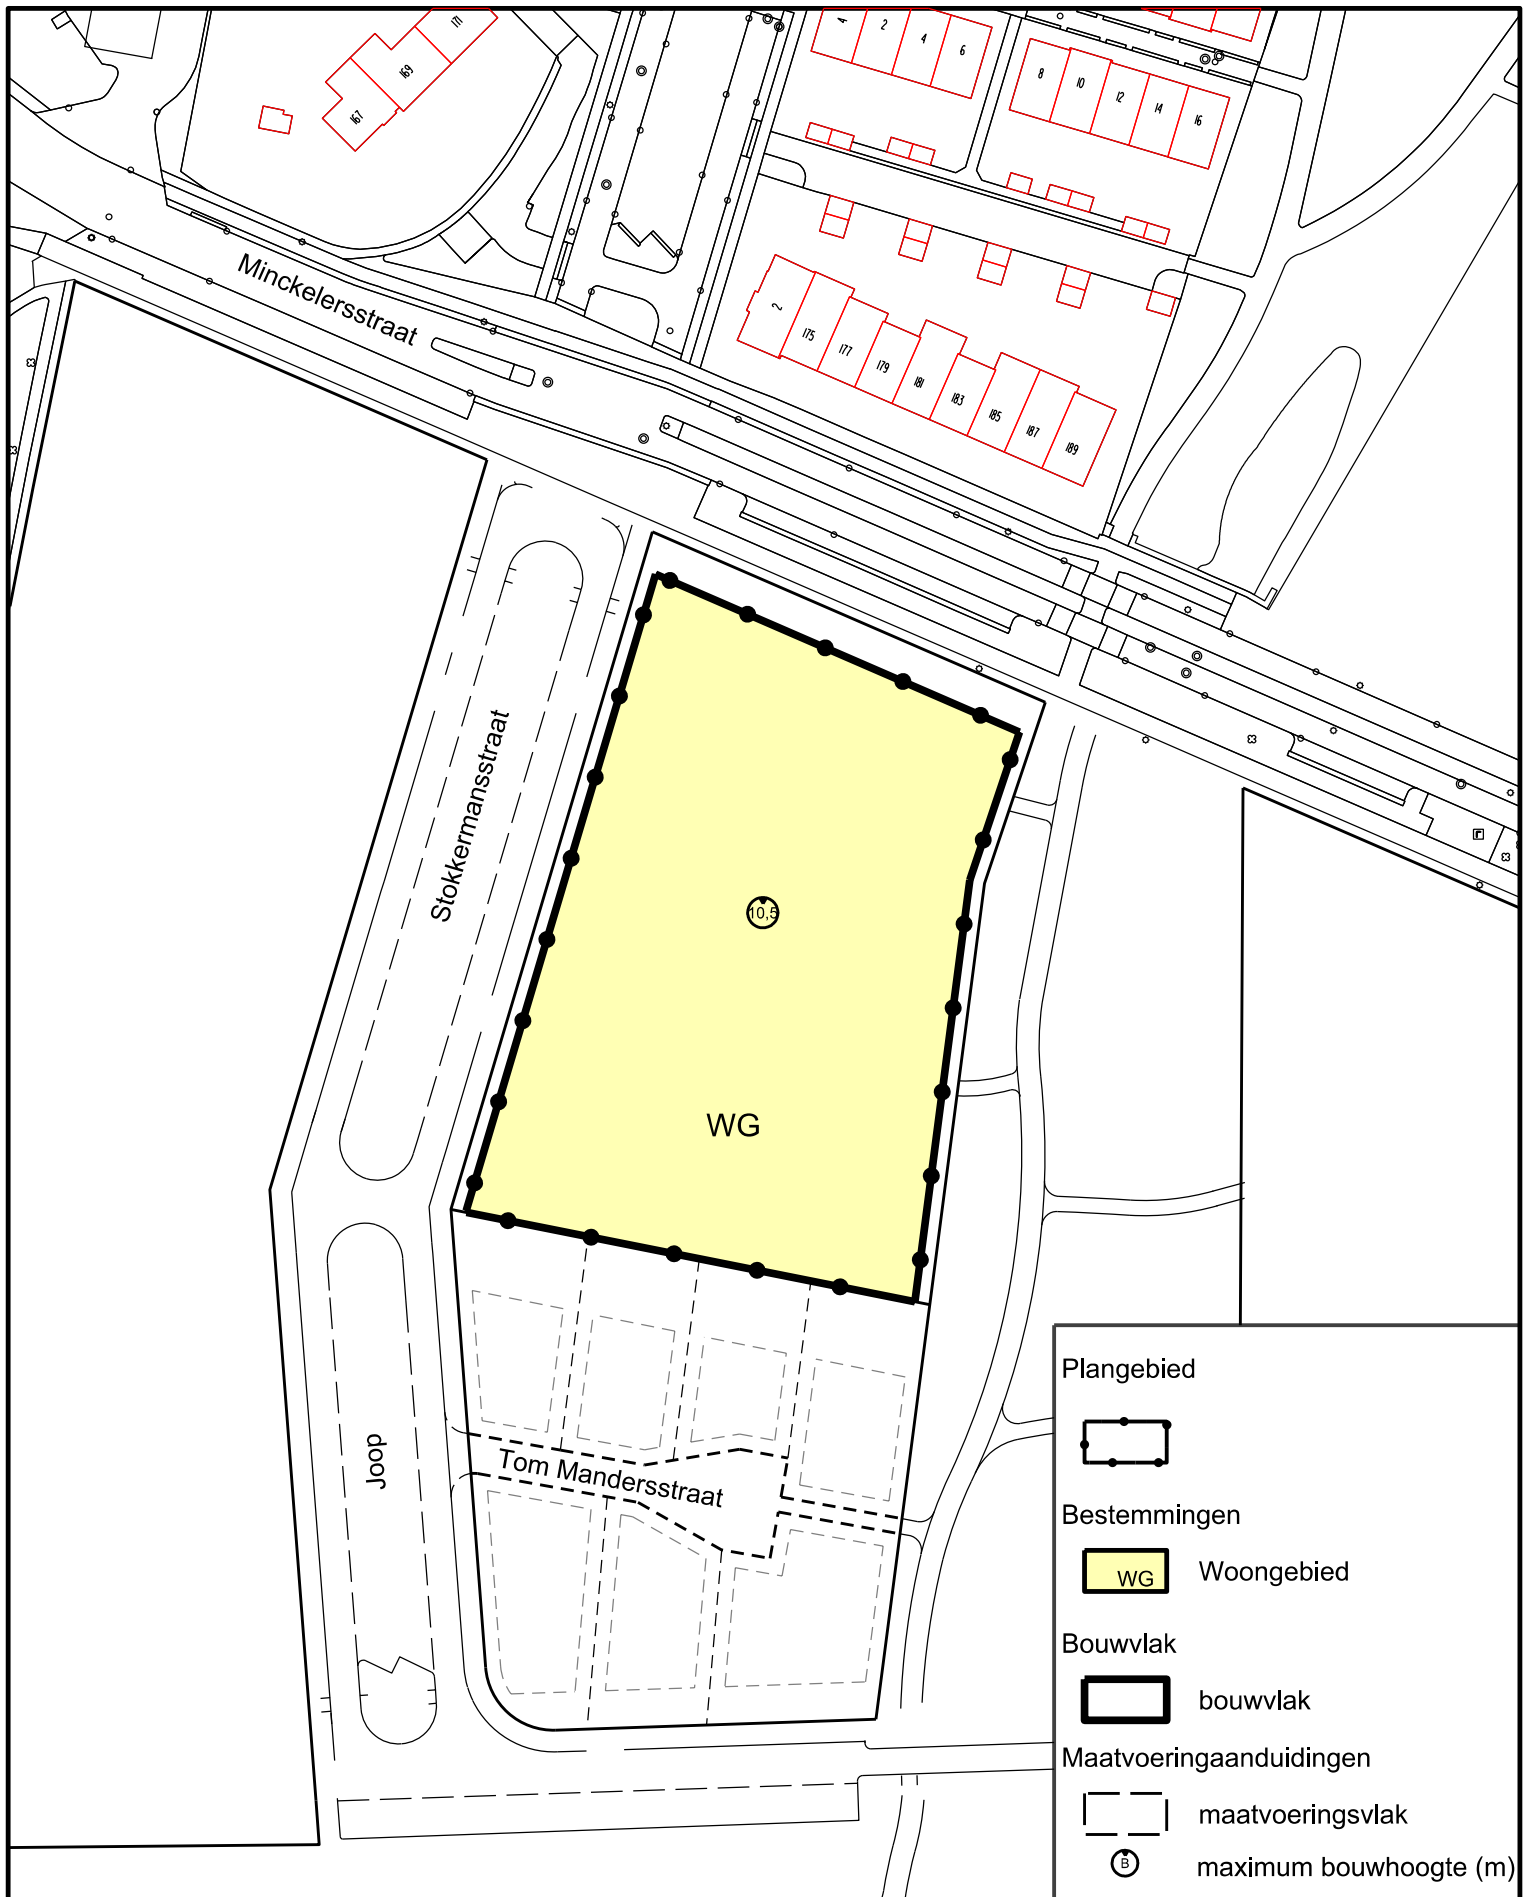 171
169
167
4
2
4
6
8
10
12
14
16
Minckelersstraat
2
175
177
179
181
183
185
187
189
Stokkermansstraat
10,5
WG
Joop
Tom Mandersstraat
Plangebied
Bestemmingen
WG Woongebied
Bouwvlak
bouwvlak
Maatvoeringaanduidingen
maatvoeringsvlak
B maximum bouwhoogte (m)